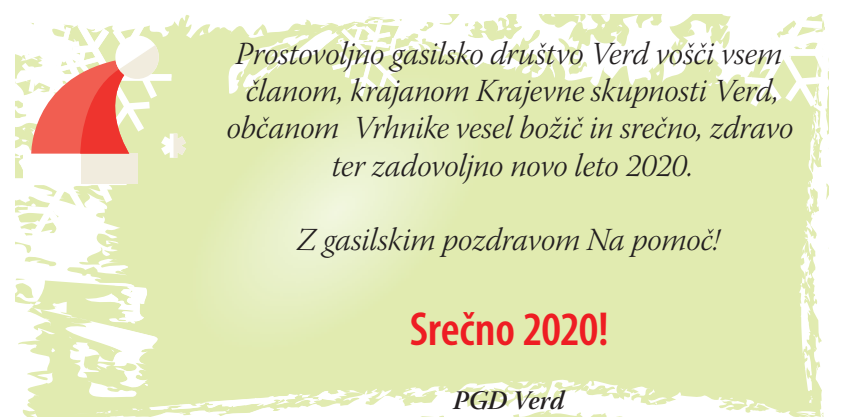 Prostovoljno gasilsko društvo Verd vošči vsem
članom, krajanom Krajevne skupnosti Verd,
občanom  Vrhnike vesel božič in srečno, zdravo
ter zadovoljno novo leto 2020.
Z gasilskim pozdravom Na pomoč!
Srečno 2020!
PGD Verd